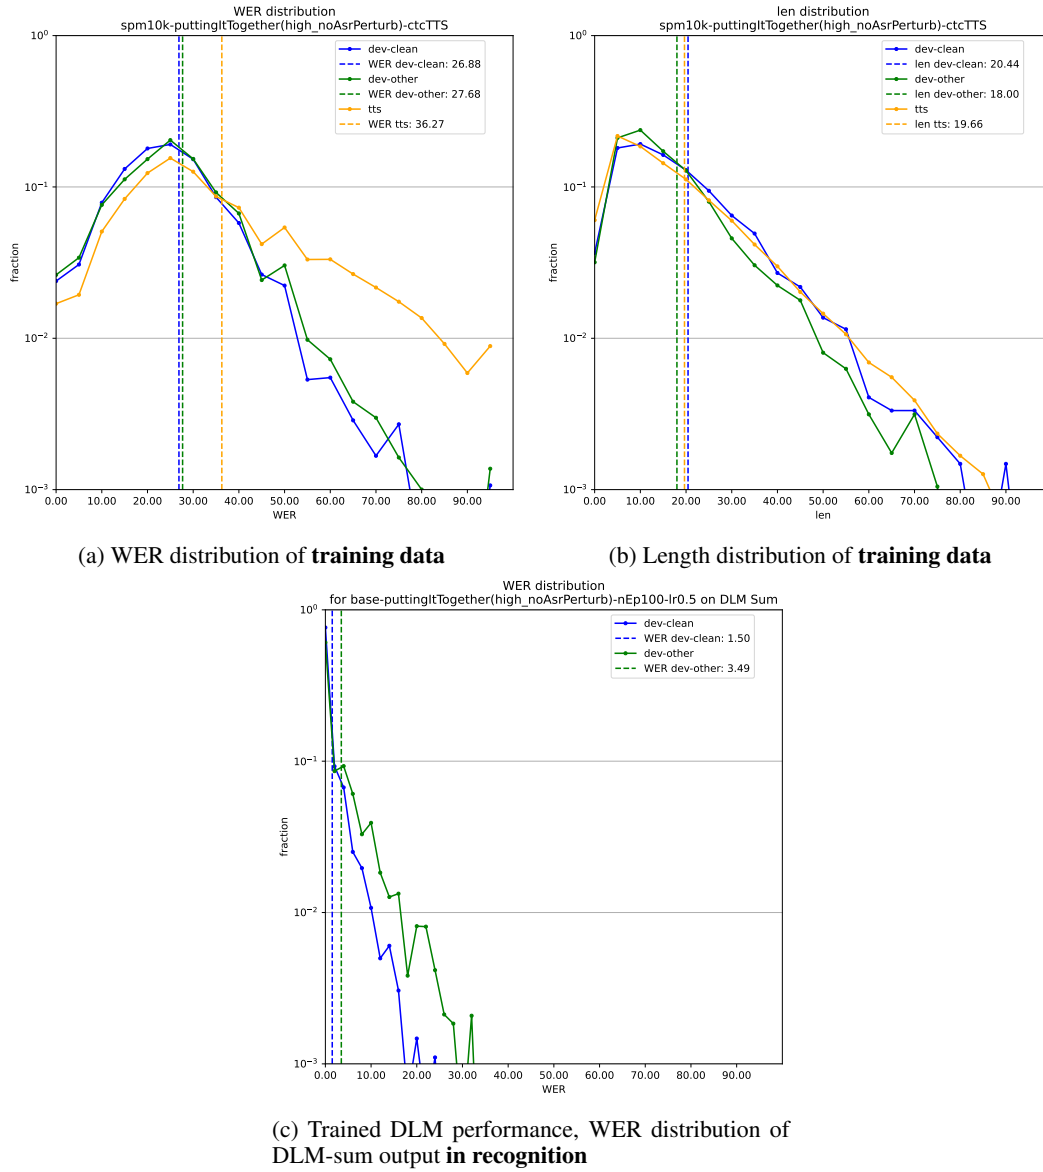 WER distribution
spm10k-puttingItTogether(high_noAsrPerturb)-ctcTTS
10⁰
10⁻¹
10⁻²
10⁻³
fraction
0.00 10.00 20.00 30.00 40.00 50.00 60.00 70.00 80.00 90.00
WER
dev-clean
WER dev-clean: 26.88
dev-other
WER dev-other: 27.68
tts
WER tts: 36.27
(a) WER distribution of training data
len distribution
spm10k-puttingItTogether(high_noAsrPerturb)-ctcTTS
10⁰
10⁻¹
10⁻²
10⁻³
fraction
0.00 10.00 20.00 30.00 40.00 50.00 60.00 70.00 80.00 90.00
len
dev-clean
len dev-clean: 20.44
dev-other
len dev-other: 18.00
tts
len tts: 19.66
(b) Length distribution of training data
WER distribution
for base-puttingItTogether(high_noAsrPerturb)-nEp100-lr0.5 on DLM Sum
10⁰
10⁻¹
10⁻²
10⁻³
fraction
0.00 10.00 20.00 30.00 40.00 50.00 60.00 70.00 80.00 90.00
WER
dev-clean
WER dev-clean: 1.50
dev-other
WER dev-other: 3.49
(c) Trained DLM performance, WER distribution of
DLM-sum output in recognition